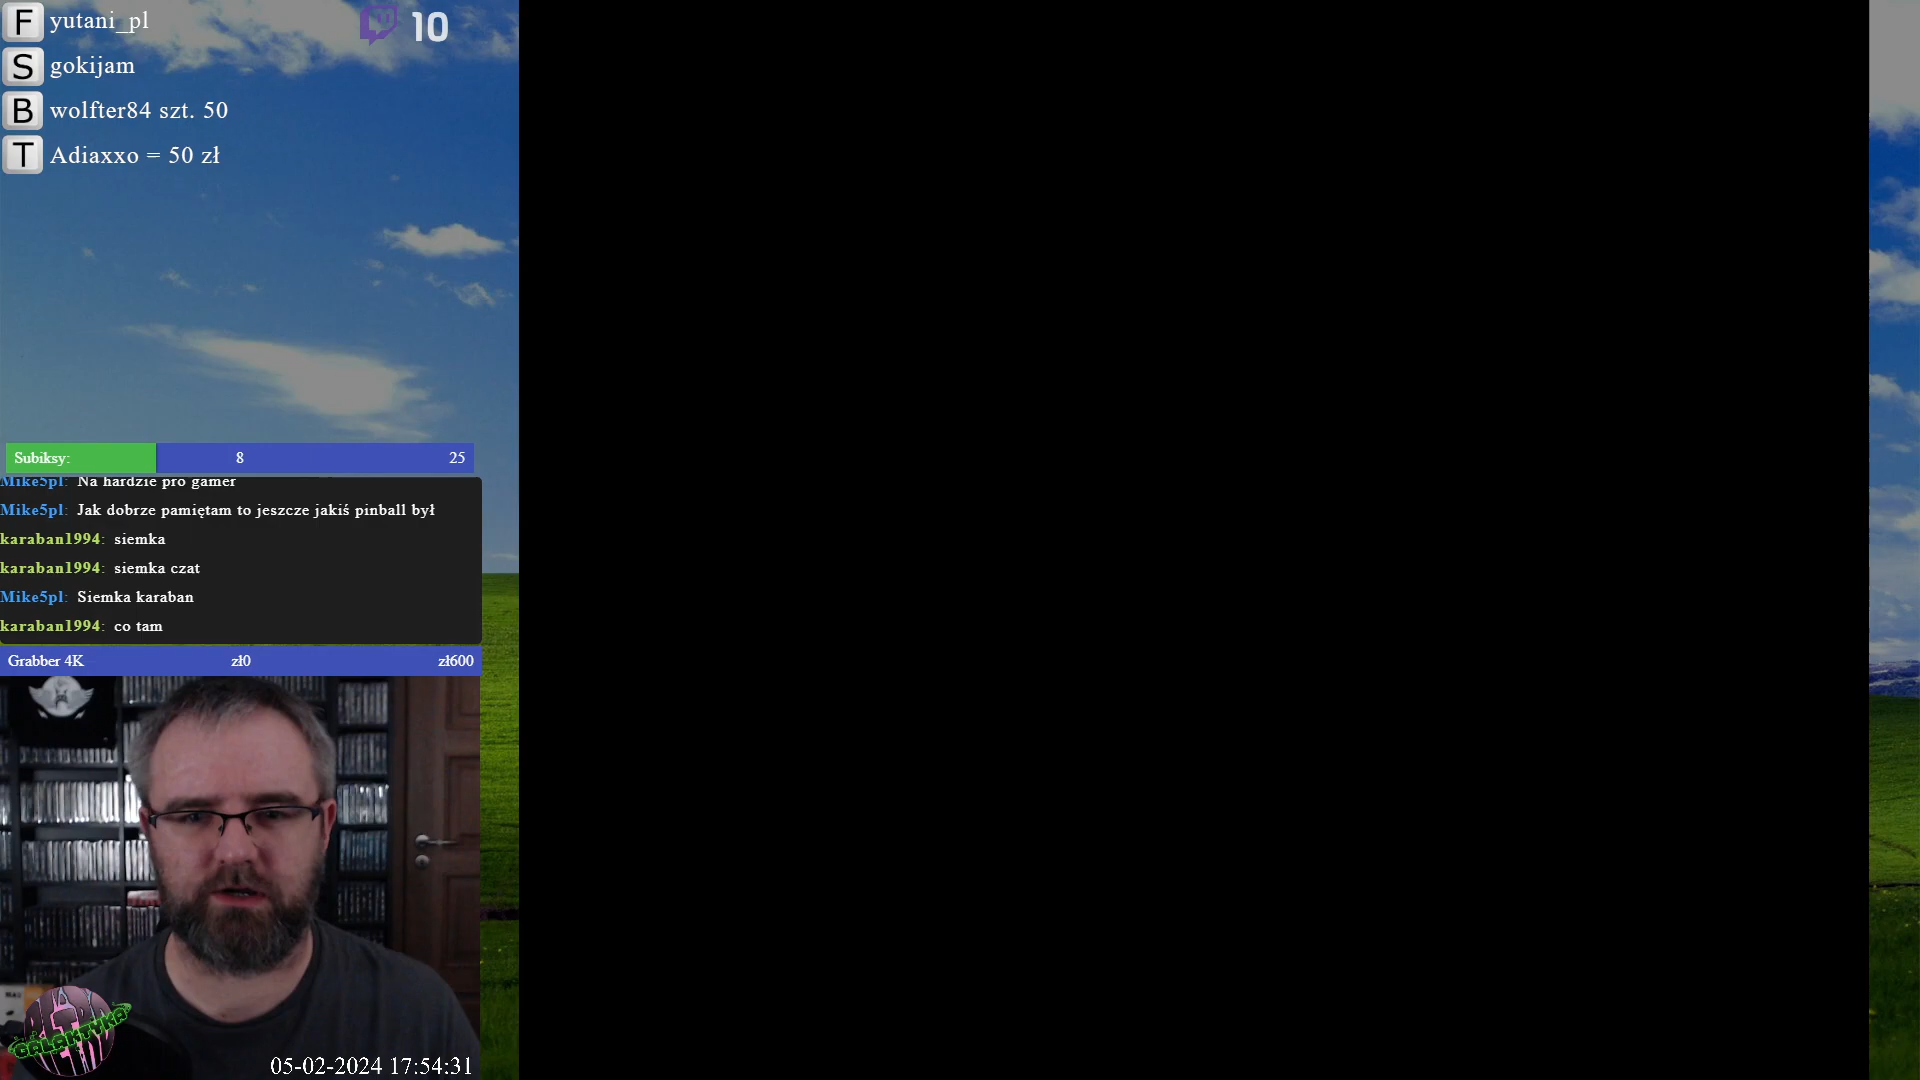 F yutani_pl
10
S gokijam
B wolfter84 szt. 50
T Adiaxxo = 50 zł
Subiksy: 8 25
Mike5pl: Na hardzie pro gamer
Mike5pl: Jak dobrze pamiętam to jeszcze jakiś pinball był
karaban1994: siemka
karaban1994: siemka czat
Mike5pl: Siemka karaban
karaban1994: co tam
Grabber 4K zł0 zł600
GALAKTYKA
05-02-2024 17:54:31